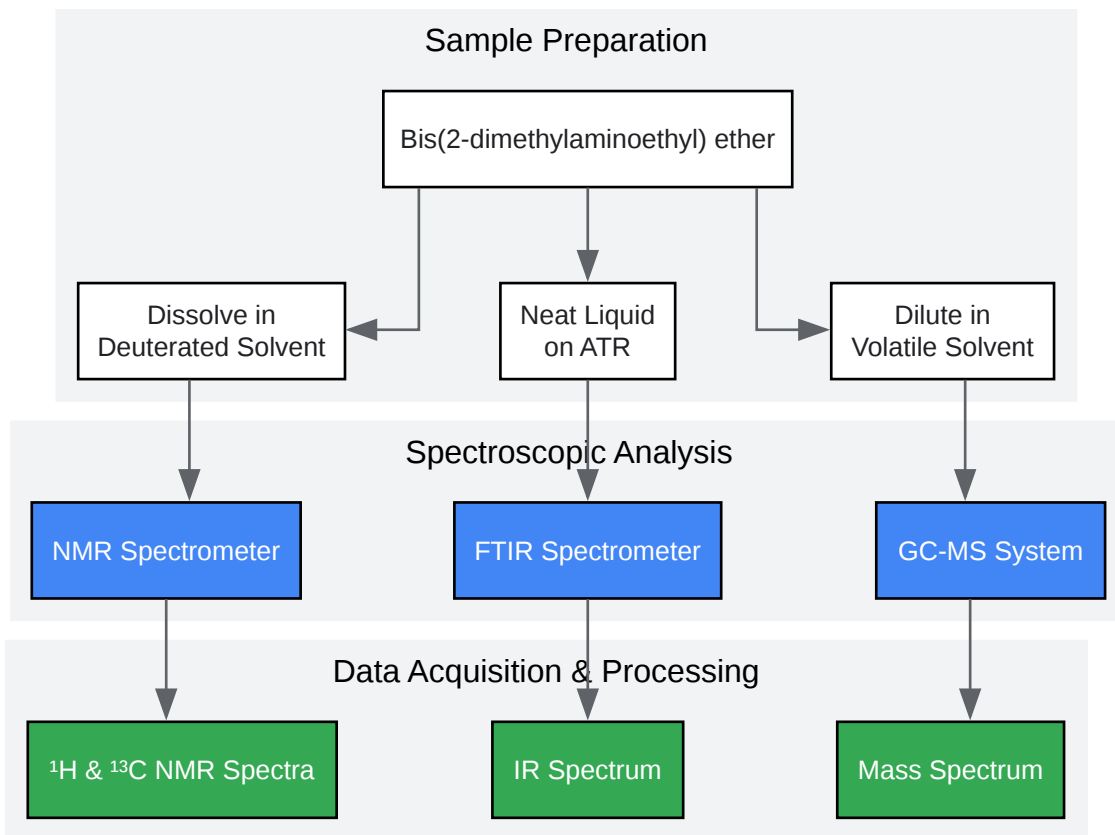 Sample Preparation
Bis(2-dimethylaminoethyl) ether
Dissolve in
Deuterated Solvent
Neat Liquid
on ATR
Dilute in
Volatile Solvent
Spectroscopic Analysis
NMR Spectrometer
FTIR Spectrometer
GC-MS System
Data Acquisition & Processing
¹H & ¹³C NMR Spectra
IR Spectrum
Mass Spectrum